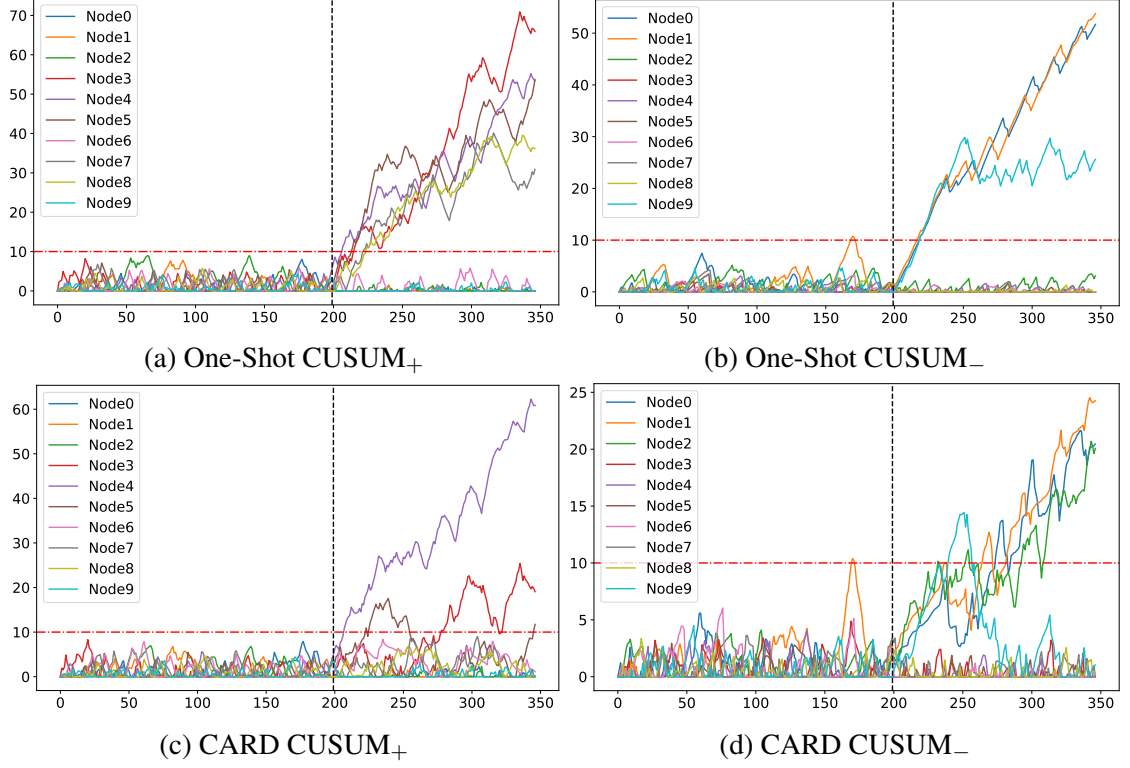 70
60
50
40
30
20
10
0
Node0
Node1
Node2
Node3
Node4
Node5
Node6
Node7
Node8
Node9
0 50 100 150 200 250 300 350
(a) One-Shot CUSUM₊
50
40
30
20
10
0
Node0
Node1
Node2
Node3
Node4
Node5
Node6
Node7
Node8
Node9
0 50 100 150 200 250 300 350
(b) One-Shot CUSUM₋
60
50
40
30
20
10
0
Node0
Node1
Node2
Node3
Node4
Node5
Node6
Node7
Node8
Node9
0 50 100 150 200 250 300 350
(c) CARD CUSUM₊
25
20
15
10
5
0
Node0
Node1
Node2
Node3
Node4
Node5
Node6
Node7
Node8
Node9
0 50 100 150 200 250 300 350
(d) CARD CUSUM₋